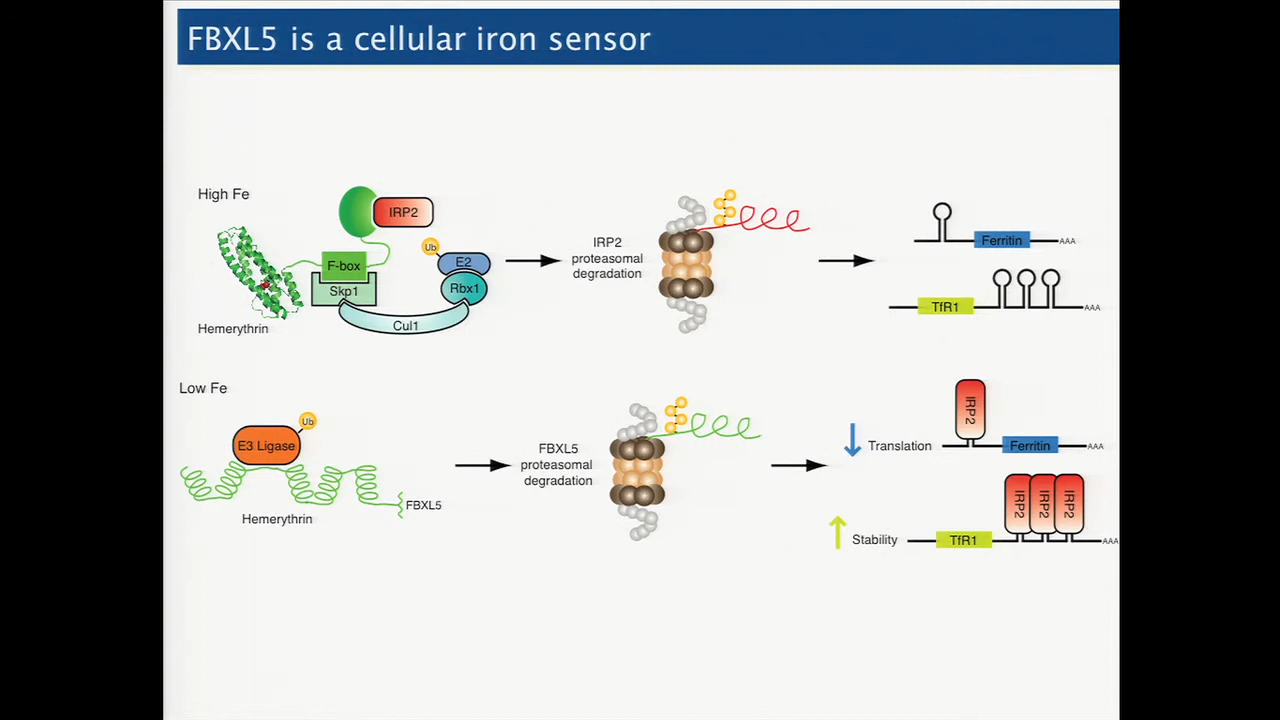 FBXL5 is a cellular iron sensor
High Fe
IRP2
Ub
E2
F-box
Skp1
Rbx1
Cul1
Hemerythrin
IRP2
proteasomal
degradation
Ferritin
AAA
TfR1
AAA
Low Fe
Ub
E3 Ligase
FBXL5
Hemerythrin
FBXL5
proteasomal
degradation
IRP2
Translation
Ferritin
AAA
IRP2
IRP2
IRP2
Stability
TfR1
AAA